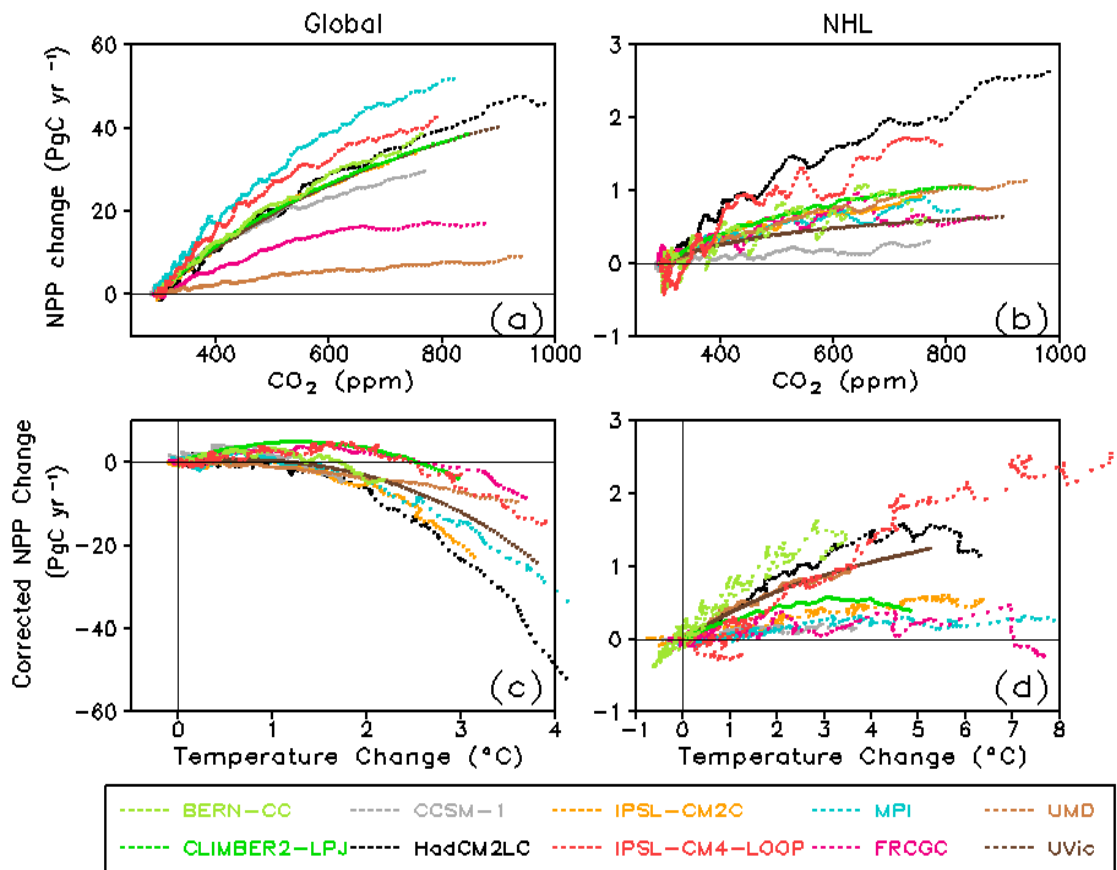 Global
NHL
NPP change (PgC yr −1)
60
40
20
0
400
600
800
1000
CO2 (ppm)
(a)
3
2
1
0
−1
400
600
800
1000
CO2 (ppm)
(b)
Corrected NPP Change
(PgC yr−1)
0
−20
−40
−60
0
1
2
3
4
Temperature Change (°C)
(c)
3
2
1
0
−1
−1
0
1
2
3
4
5
6
7
8
Temperature Change (°C)
(d)
BERN−CC
CCSM−1
IPSL−CM2C
MPI
UMD
CLIMBER2−LPJ
HadCM2LC
IPSL−CM4−LOOP
FRCGC
UVic